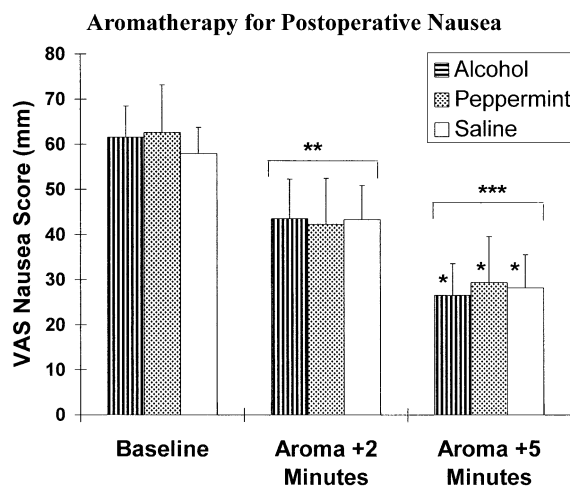 Aromatherapy for Postoperative Nausea
80
70
60
50
40
30
20
10
0
VAS Nausea Score (mm)
Alcohol
Peppermint
Saline
**
***
* * *
Baseline
Aroma +2
Minutes
Aroma +5
Minutes